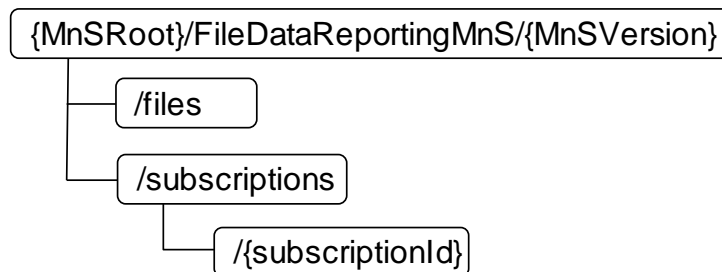 {MnSRoot}/FileDataReportingMnS/{MnSVersion}
/files
/subscriptions
/{subscriptionId}